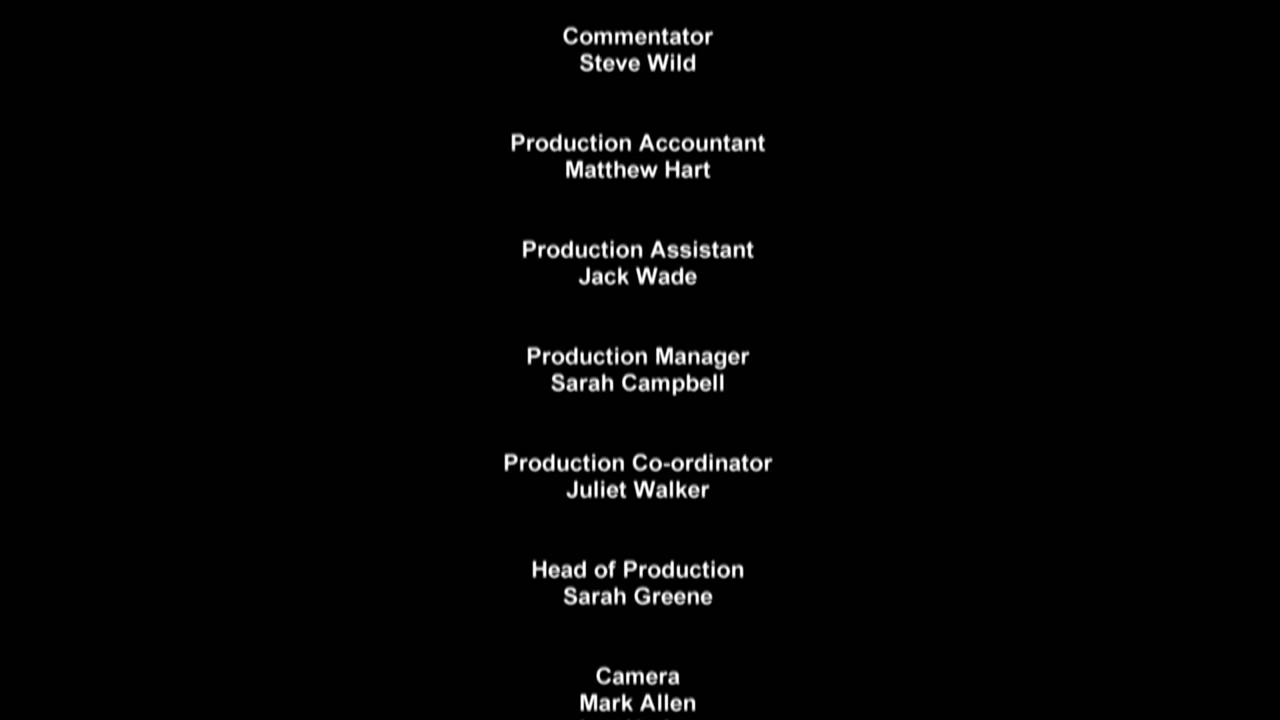 Commentator
Steve Wild
Production Accountant
Matthew Hart
Production Assistant
Jack Wade
Production Manager
Sarah Campbell
Production Co-ordinator
Juliet Walker
Head of Production
Sarah Greene
Camera
Mark Allen